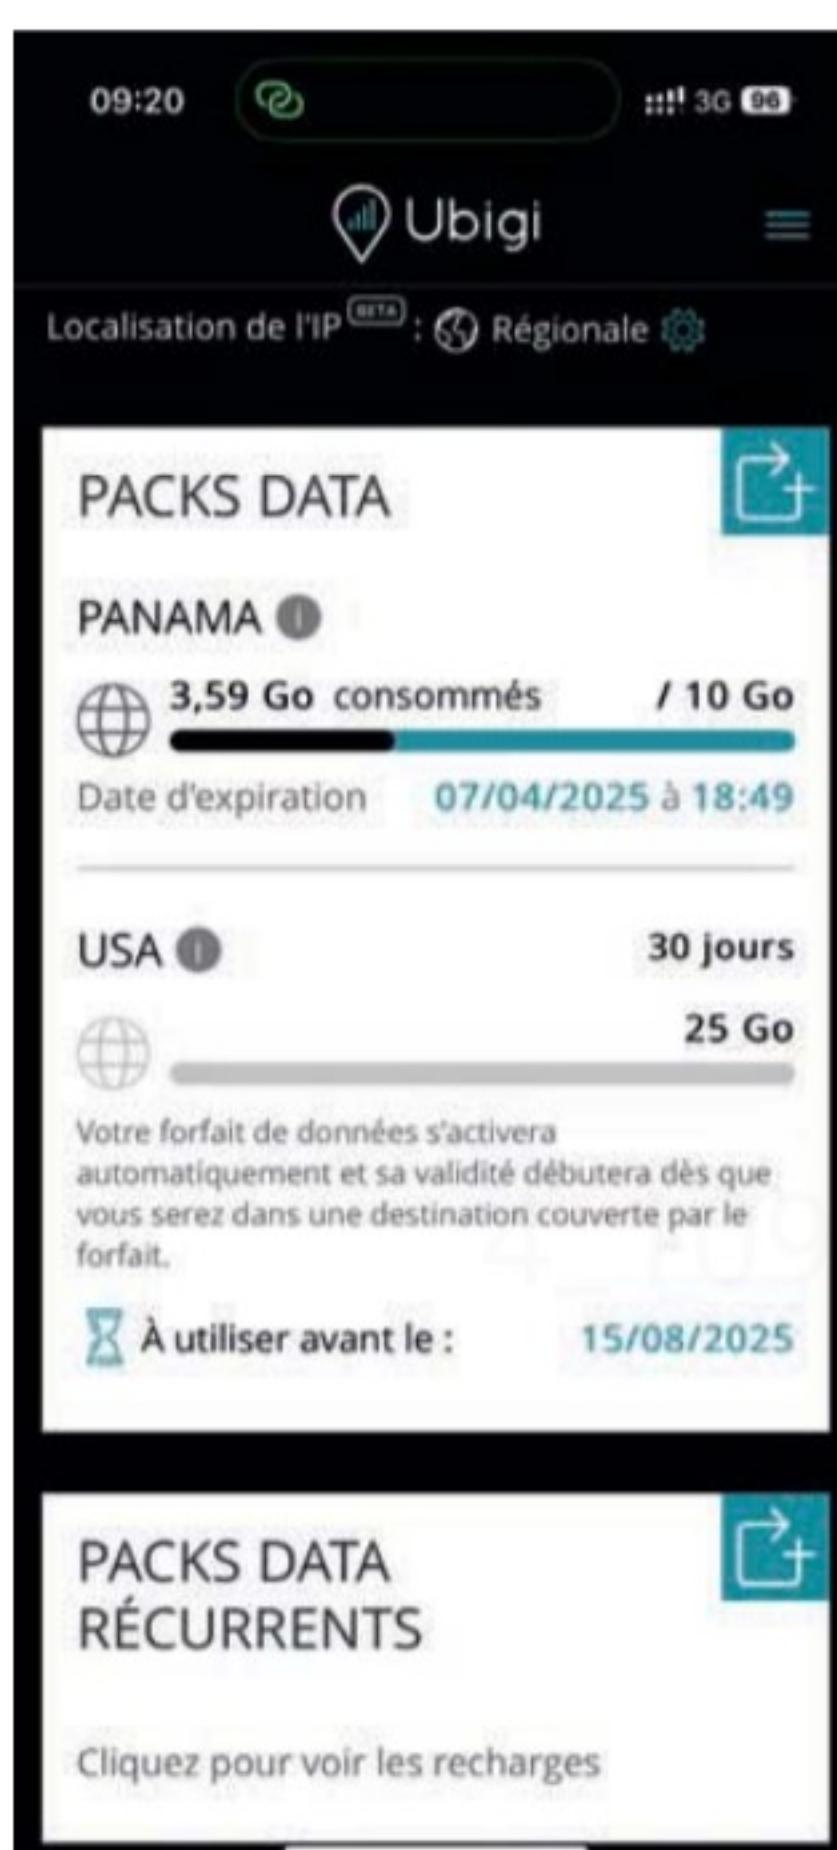 09:20
3G 96
Ubigi
Localisation de l'IP BETA : Régionale
PACKS DATA
PANAMA
3,59 Go consommés / 10 Go
Date d'expiration 07/04/2025 à 18:49
USA 30 jours
25 Go
Votre forfait de données s'activera
automatiquement et sa validité débutera dès que
vous serez dans une destination couverte par le
forfait.
À utiliser avant le : 15/08/2025
PACKS DATA
RÉCURRENTS
Cliquez pour voir les recharges